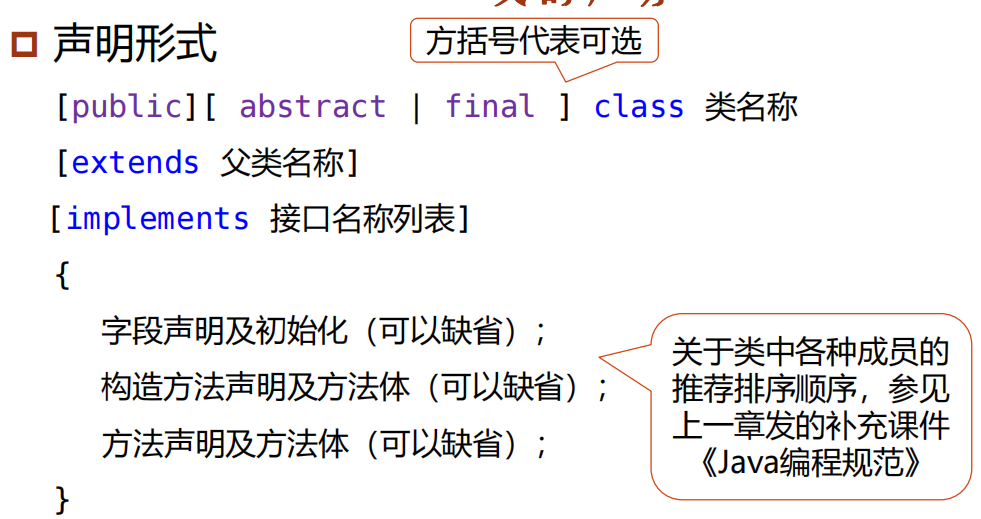 声明形式
方括号代表可选
[public][ abstract | final ] class 类名称
[extends 父类名称]
[implements 接口名称列表]
{
字段声明及初始化（可以缺省）;
构造方法声明及方法体（可以缺省）;
方法声明及方法体（可以缺省）;
}
关于类中各种成员的
推荐排序顺序，参见
上一章发的补充课件
《Java编程规范》